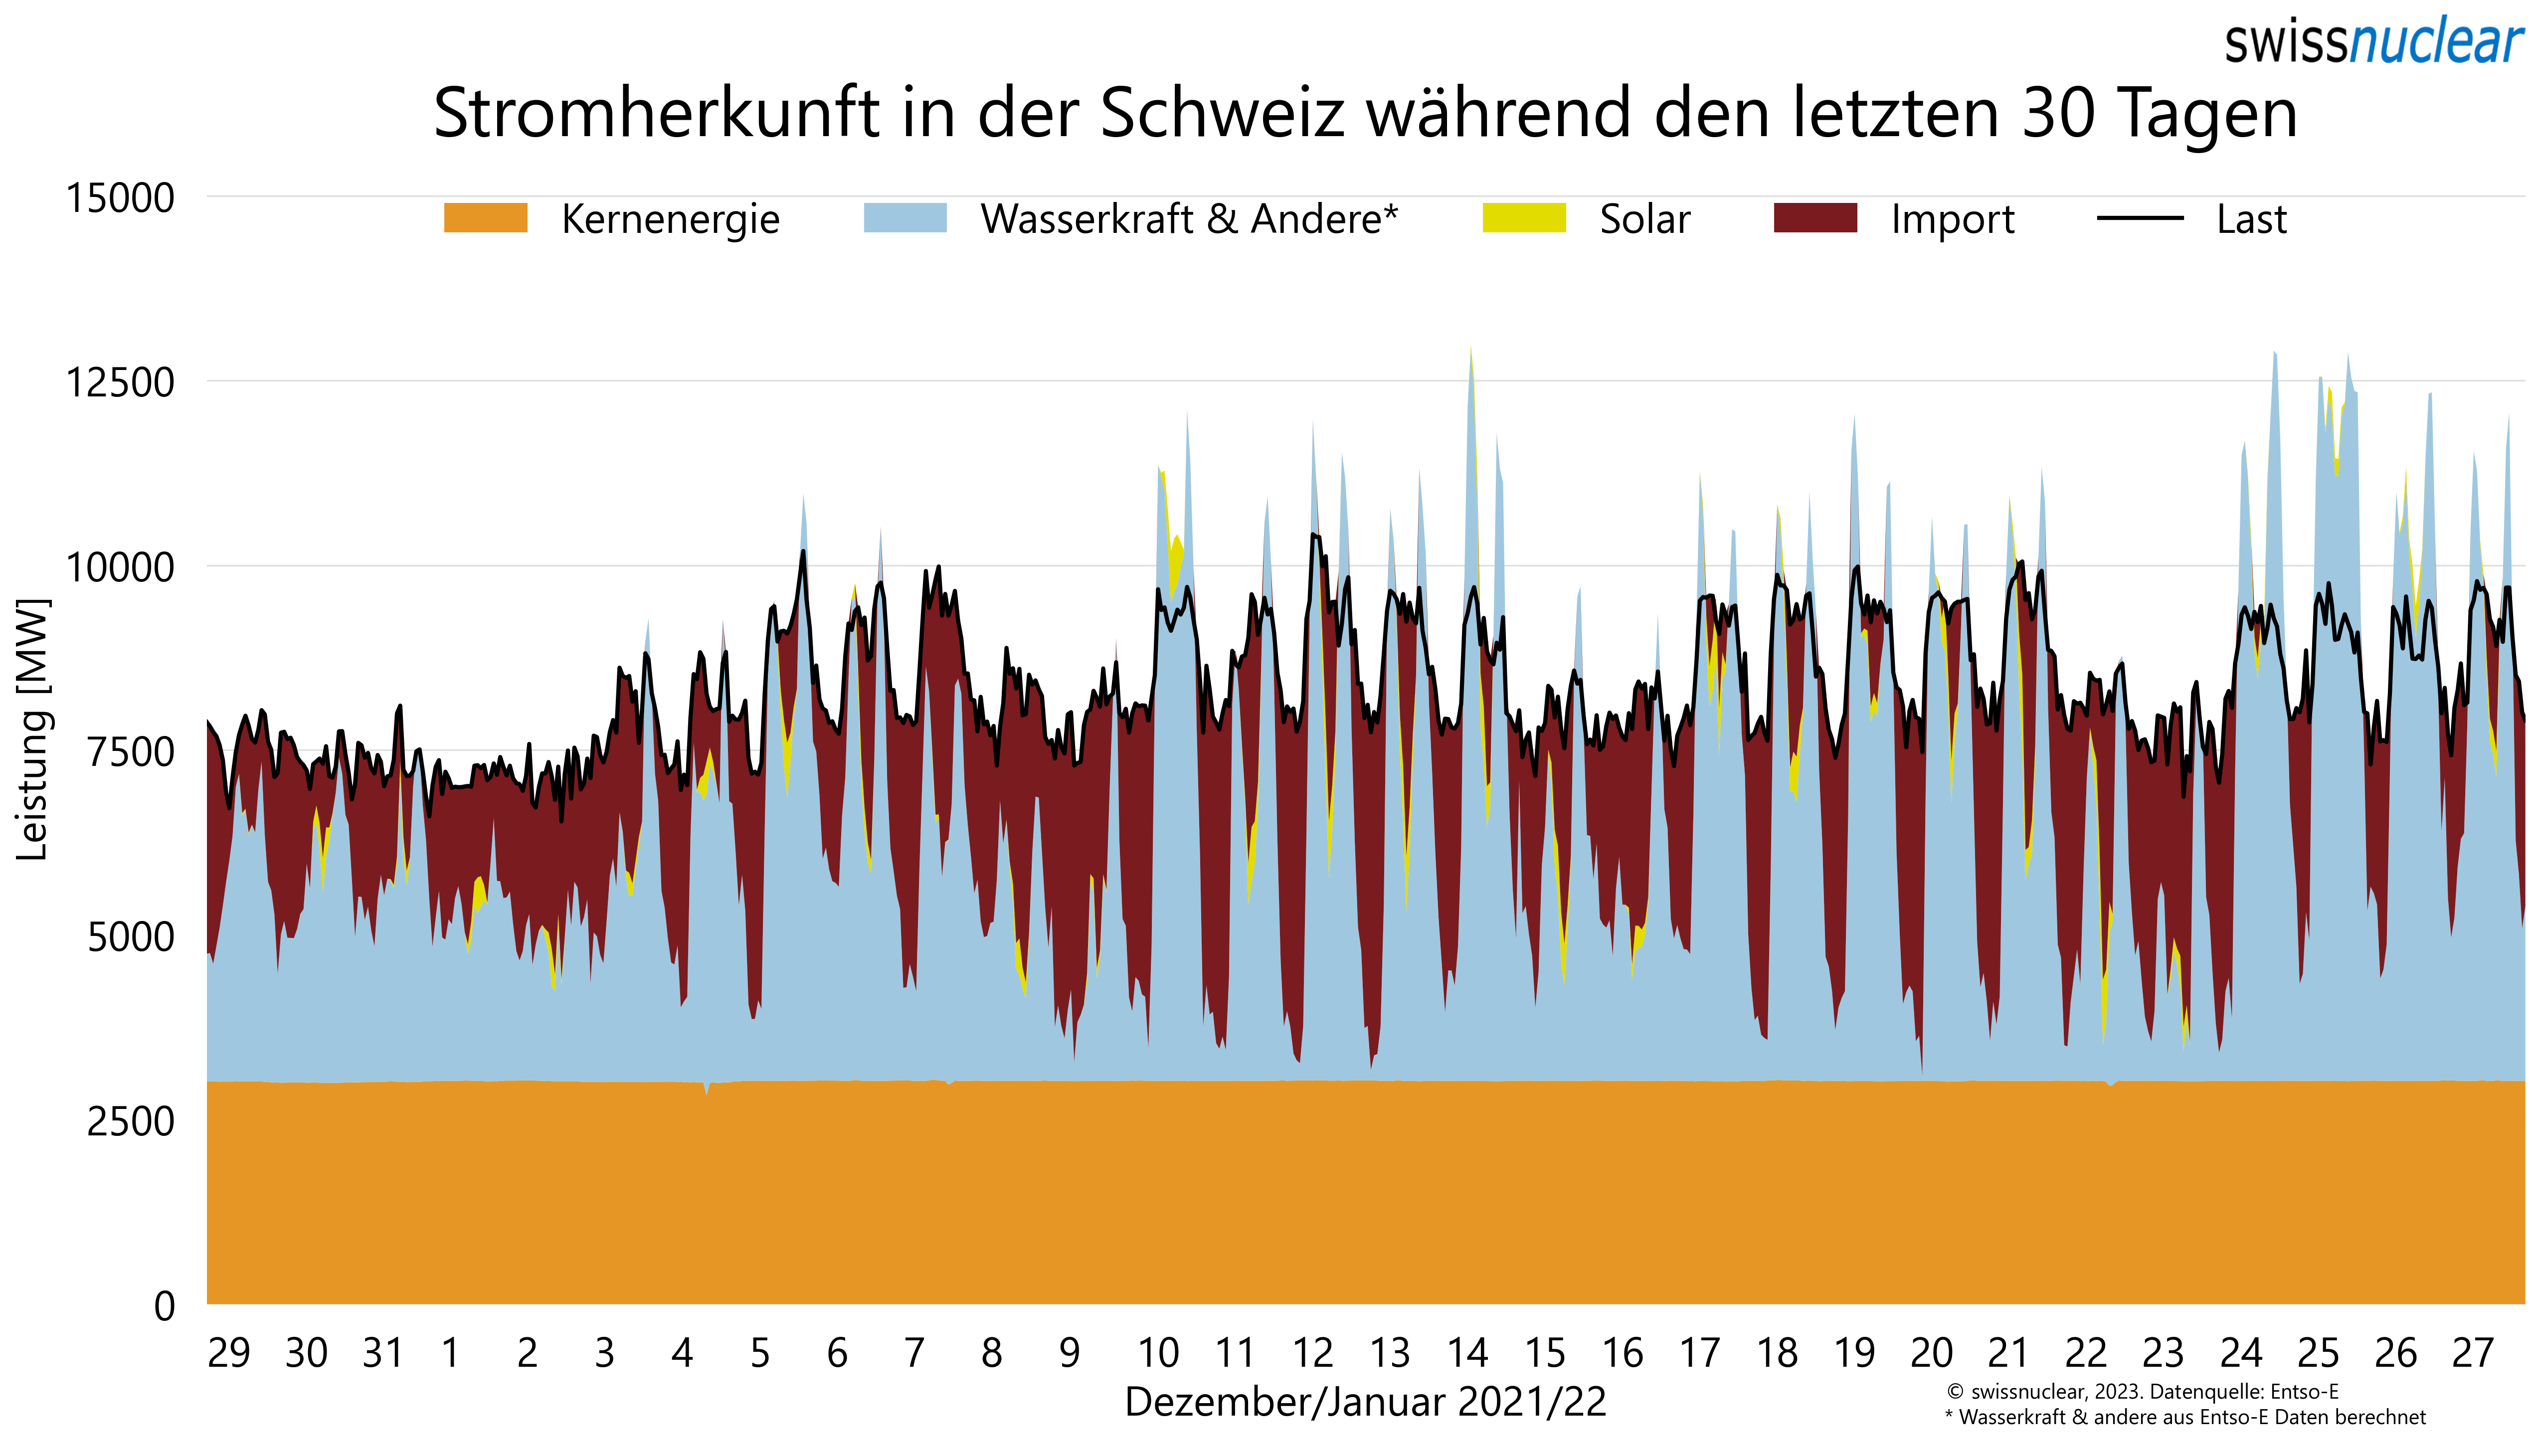 swissnuclear
Stromherkunft in der Schweiz während den letzten 30 Tagen
15000
Kernenergie Wasserkraft & Andere* Solar Import Last
12500
10000
7500
5000
2500
0
Leistung [MW]
29 30 31 1 2 3 4 5 6 7 8 9 10 11 12 13 14 15 16 17 18 19 20 21 22 23 24 25 26 27
Dezember/Januar 2021/22
© swissnuclear, 2023. Datenquelle: Entso-E
* Wasserkraft & andere aus Entso-E Daten berechnet